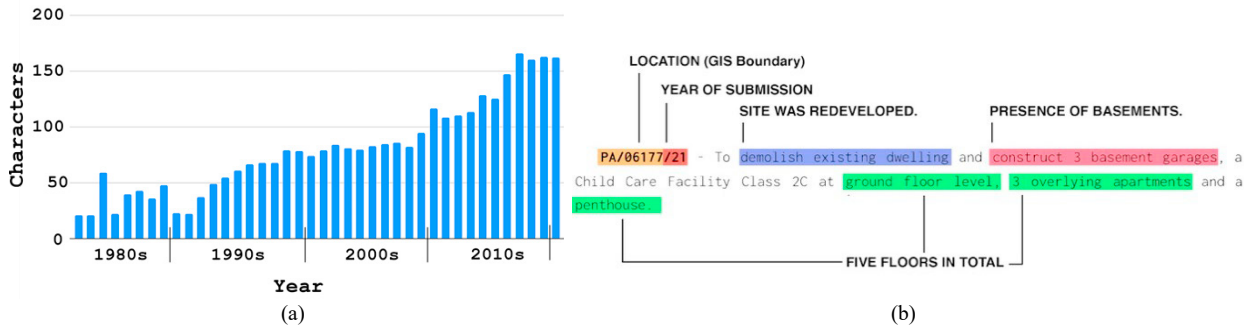 200
150
100
50
0
Characters
1980s 1990s 2000s 2010s
Year
(a)
LOCATION (GIS Boundary)
YEAR OF SUBMISSION
SITE WAS REDEVELOPED. PRESENCE OF BASEMENTS.
PA/06177/21 - To demolish existing dwelling and construct 3 basement garages, a
Child Care Facility Class 2C at ground floor level, 3 overlying apartments and a
penthouse.
FIVE FLOORS IN TOTAL
(b)